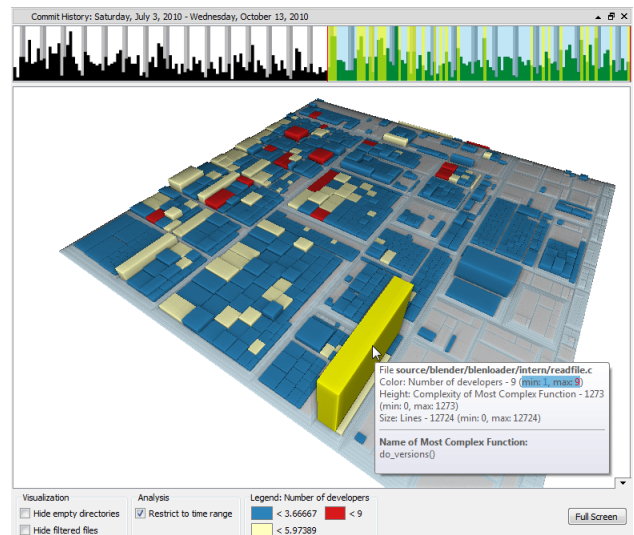 Commit History: Saturday, July 3, 2010 - Wednesday, October 13, 2010
File source/blender/blenloader/intern/readfile.c
Color: Number of developers - 9 (min: 1, max: 9)
Height: Complexity of Most Complex Function - 1273
(min: 0, max: 1273)
Size: Lines - 12724 (min: 0, max: 12724)
Name of Most Complex Function:
do_versions()
Visualization
Analysis
Legend: Number of developers
Hide empty directories
Restrict to time range
< 3.66667
< 9
Full Screen
Hide filtered files
< 5.97389